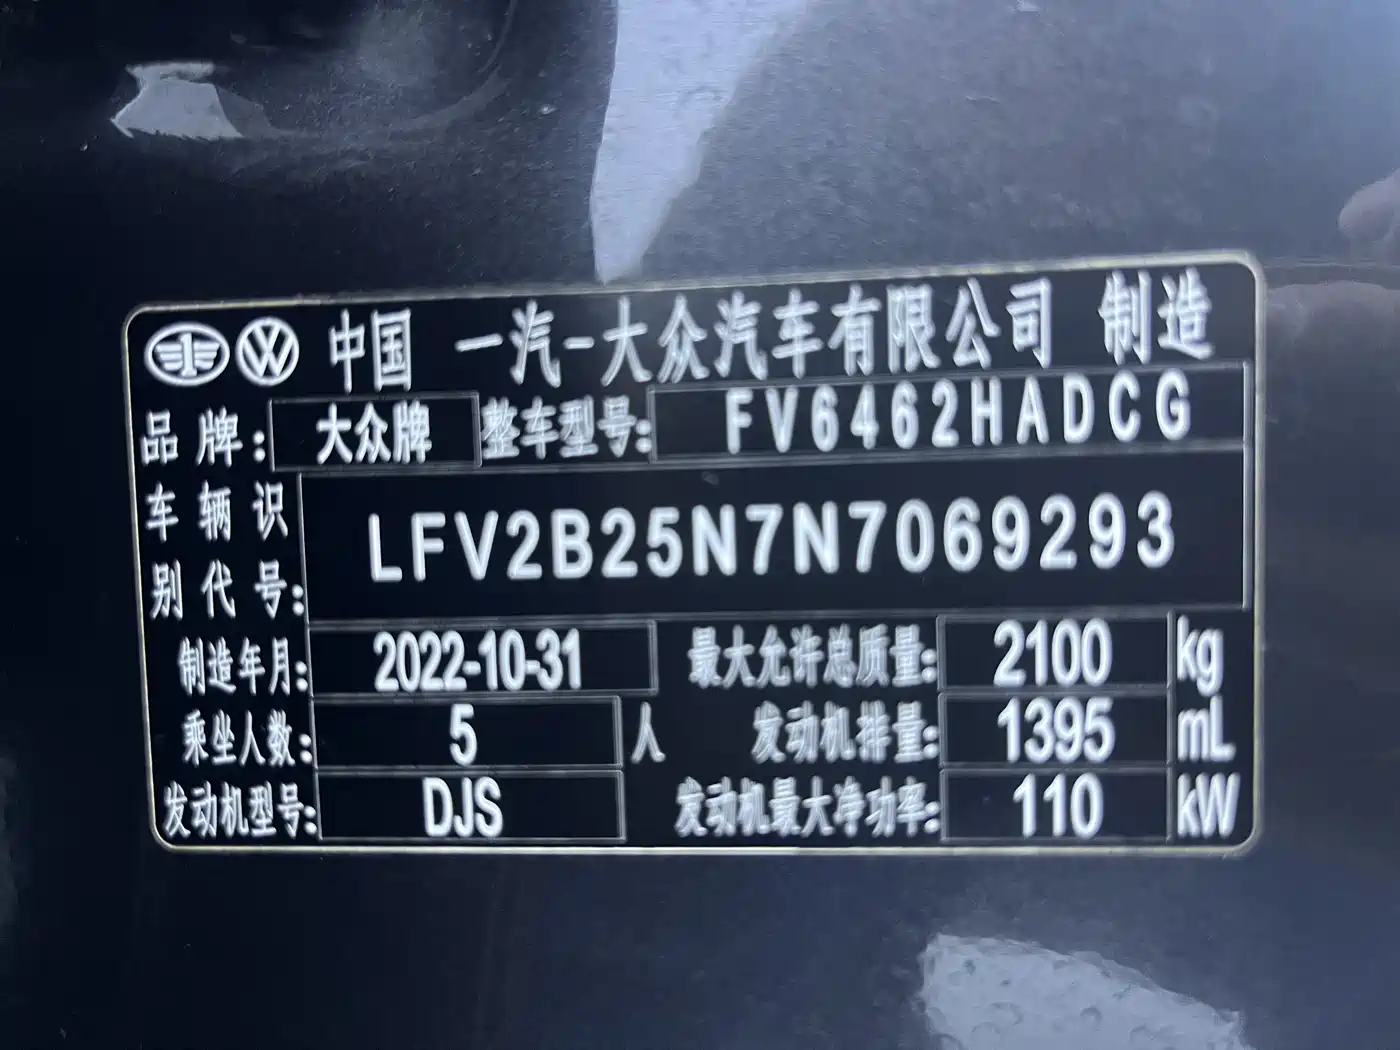 中国 一汽-大众汽车有限公司 制造
品牌: 大众牌 整车型号: FV6462HADCG
车辆识别代号: LFV2B25N7N7069293
制造年月: 2022-10-31 最大允许总质量: 2100 kg
乘坐人数: 5 人 发动机排量: 1395 mL
发动机型号: DJS 发动机最大净功率: 110 kW